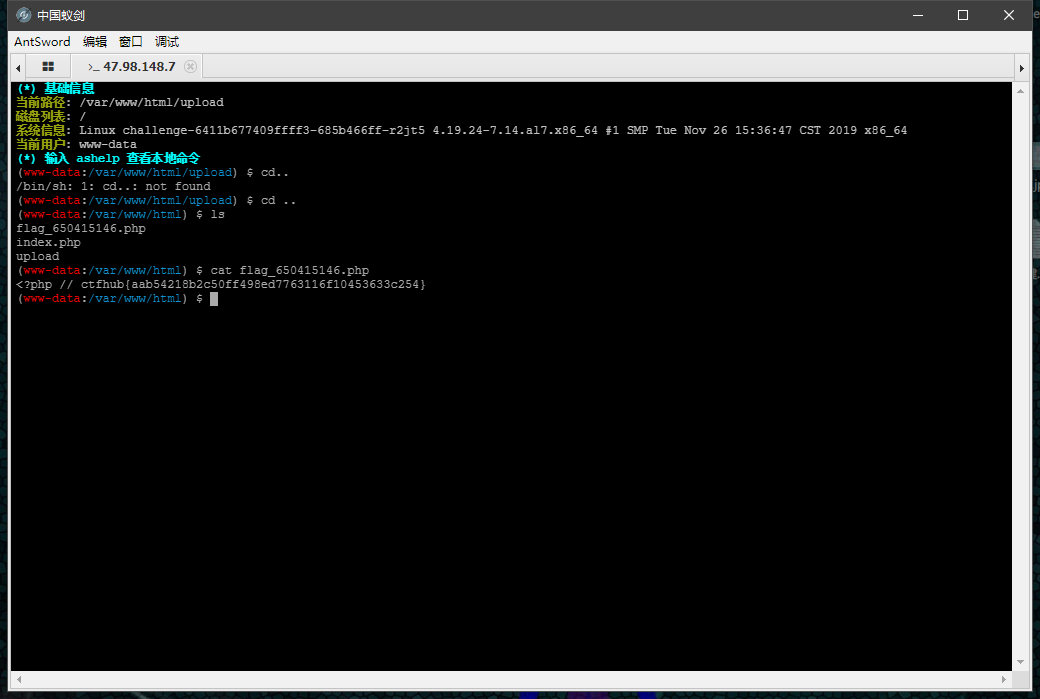 中国蚁剑
AntSword 编辑 窗口 调试
>_ 47.98.148.7
(*) 基础信息
当前路径: /var/www/html/upload
磁盘列表: /
系统信息: Linux challenge-6411b677409ffff3-685b466ff-r2jt5 4.19.24-7.14.al7.x86_64 #1 SMP Tue Nov 26 15:36:47 CST 2019 x86_64
当前用户: www-data
(*) 输入 ashelp 查看本地命令
(www-data:/var/www/html/upload) $ cd..
/bin/sh: 1: cd..: not found
(www-data:/var/www/html/upload) $ cd ..
(www-data:/var/www/html) $ ls
flag_650415146.php
index.php
upload
(www-data:/var/www/html) $ cat flag_650415146.php
<?php // ctfhub{aab54218b2c50ff498ed7763116f10453633c254}
(www-data:/var/www/html) $